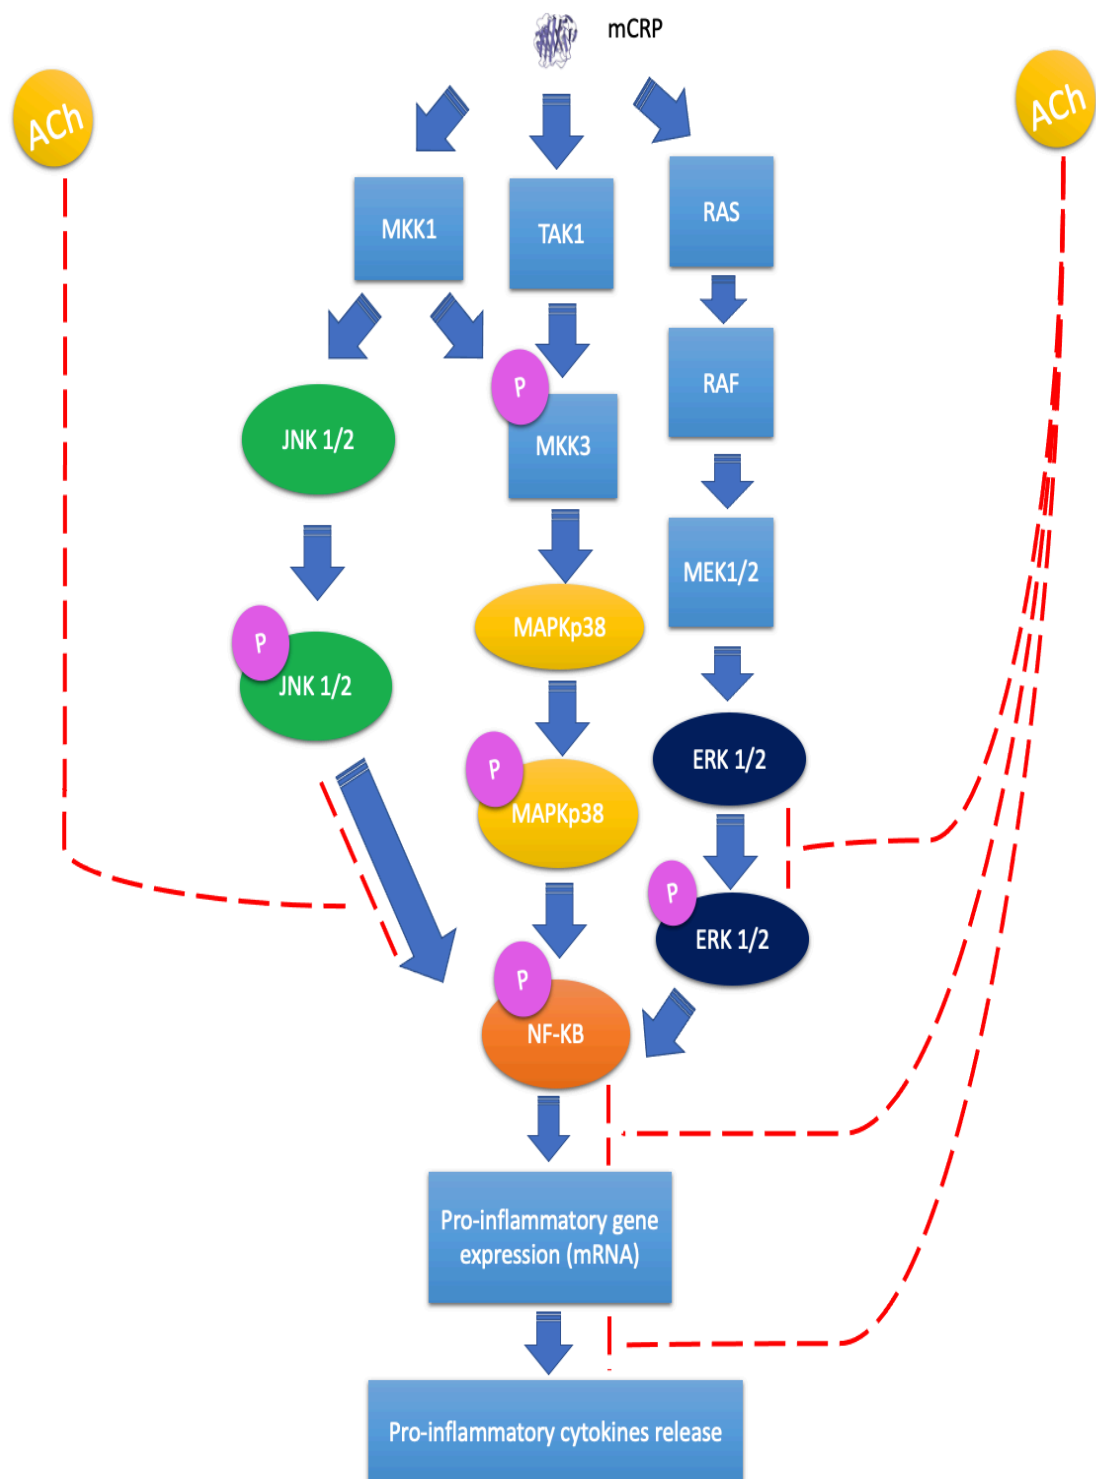 mCRP
ACh
ACh
MKK1
TAK1
RAS
P
RAF
JNK 1/2
MKK3
MEK1/2
P
JNK 1/2
MAPKp38
P
MAPKp38
ERK 1/2
P
ERK 1/2
P
NF-KB
Pro-inflammatory gene
expression (mRNA)
Pro-inflammatory cytokines release